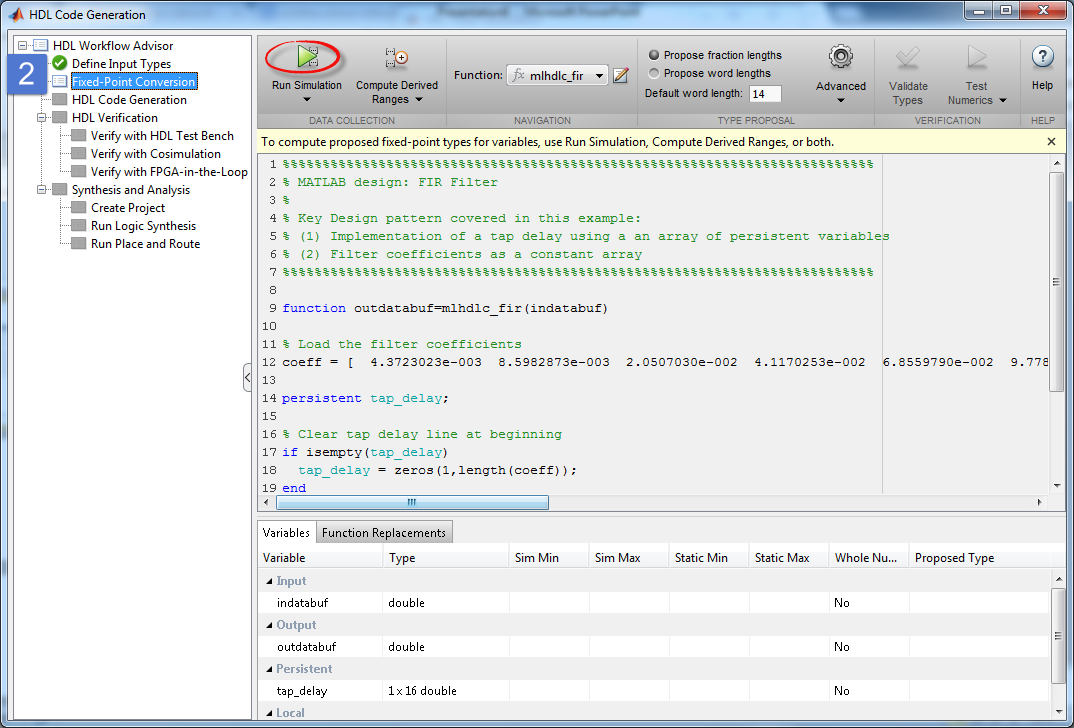 HDL Code Generation
HDL Workflow Advisor
Define Input Types
2
Fixed-Point Conversion
HDL Code Generation
HDL Verification
Verify with HDL Test Bench
Verify with Cosimulation
Verify with FPGA-in-the-Loop
Synthesis and Analysis
Create Project
Run Logic Synthesis
Run Place and Route
Run Simulation
Compute Derived
Ranges
DATA COLLECTION
Function: fx mlhdlc_fir
NAVIGATION
Propose fraction lengths
Propose word lengths
Default word length: 14
Advanced
TYPE PROPOSAL
Validate
Types
Test
Numerics
VERIFICATION
Help
HELP
To compute proposed fixed-point types for variables, use Run Simulation, Compute Derived Ranges, or both.
1 %%%%%%%%%%%%%%%%%%%%%%%%%%%%%%%%%%%%%%%%%%%%%%%%%%%%%%%%%%%%%%%%%%%%%%%%%%
2 % MATLAB design: FIR Filter
3 %
4 % Key Design pattern covered in this example:
5 % (1) Implementation of a tap delay using a an array of persistent variables
6 % (2) Filter coefficients as a constant array
7 %%%%%%%%%%%%%%%%%%%%%%%%%%%%%%%%%%%%%%%%%%%%%%%%%%%%%%%%%%%%%%%%%%%%%%%%%%
8
9 function outdatabuf=mlhdlc_fir(indatabuf)
10
11 % Load the filter coefficients
12 coeff = [ 4.3723023e-003 8.5982873e-003 2.0507030e-002 4.1170253e-002 6.8559790e-002 9.778
13
14 persistent tap_delay;
15
16 % Clear tap delay line at beginning
17 if isempty(tap_delay)
18 tap_delay = zeros(1,length(coeff));
19 end
Variables Function Replacements
Variable Type Sim Min Sim Max Static Min Static Max Whole Nu... Proposed Type
Input
indatabuf double No
Output
outdatabuf double No
Persistent
tap_delay 1 x 16 double No
Local